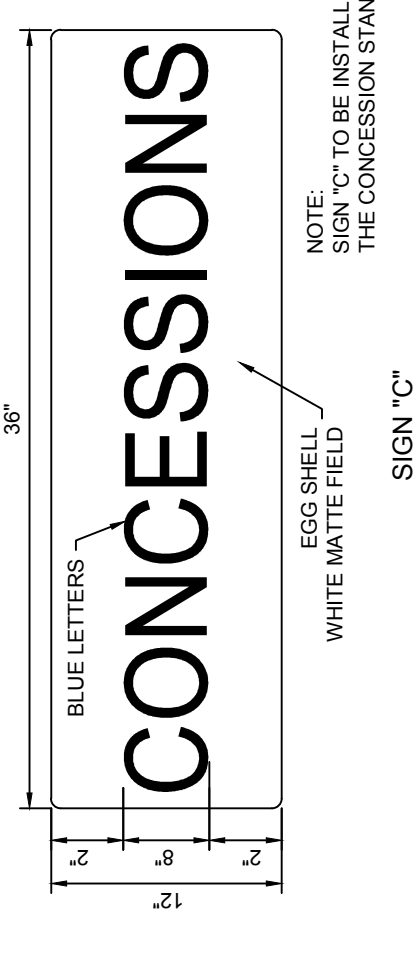 36"
BLUE LETTERS
CONCESSIONS
2"
8"
2"
12"
EGG SHELL
WHITE MATTE FIELD
NOTE:
SIGN "C" TO BE INSTALL
THE CONCESSION STAN
SIGN "C"